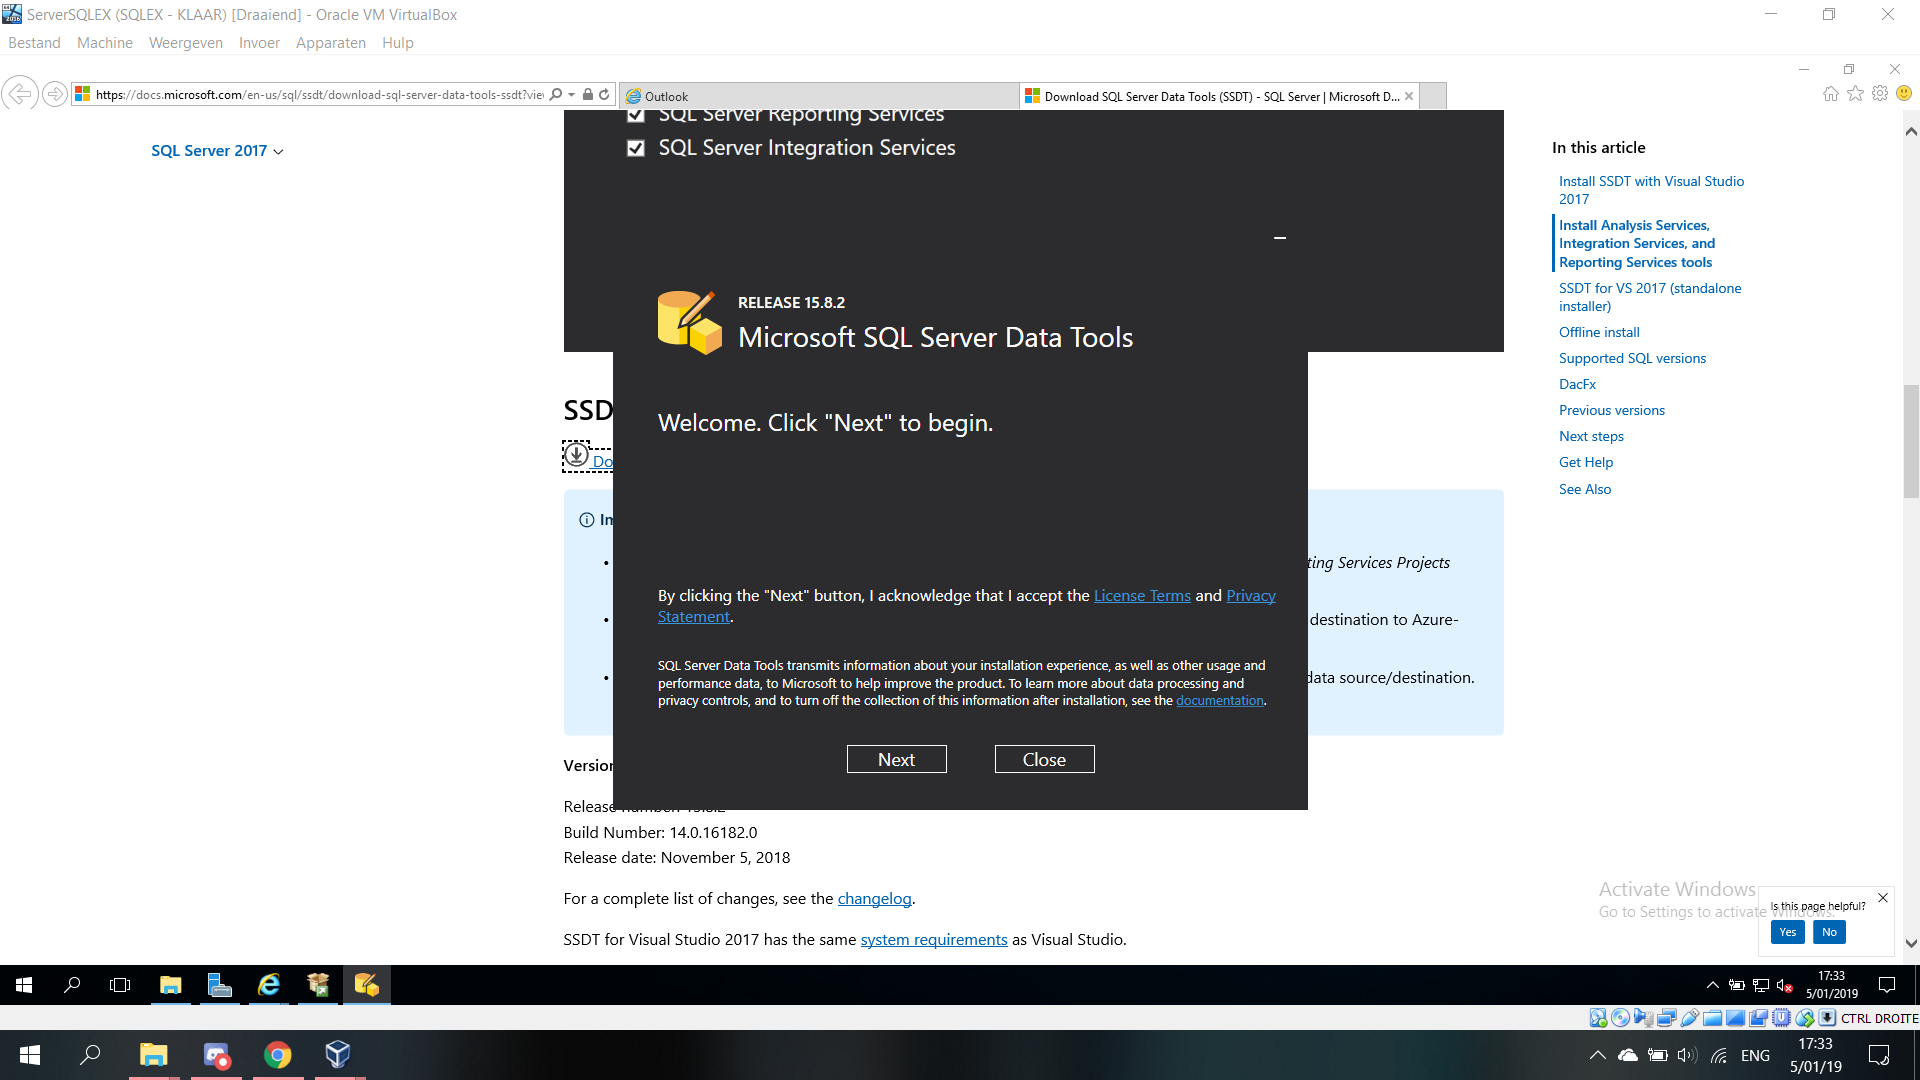 ServerSQLEX (SQLEX - KLAAR) [Draaiend] - Oracle VM VirtualBox
Bestand Machine Weergeven Invoer Apparaten Hulp
https://docs.microsoft.com/en-us/sql/ssdt/download-sql-server-data-tools-ssdt?vie
Outlook
Download SQL Server Data Tools (SSDT) - SQL Server | Microsoft D...
SQL Server 2017
SQL Server Reporting Services
SQL Server Integration Services
RELEASE 15.8.2
Microsoft SQL Server Data Tools
Welcome. Click "Next" to begin.
By clicking the "Next" button, I acknowledge that I accept the License Terms and Privacy
Statement.
SQL Server Data Tools transmits information about your installation experience, as well as other usage and
performance data, to Microsoft to help improve the product. To learn more about data processing and
privacy controls, and to turn off the collection of this information after installation, see the documentation.
Next Close
SSD
Do
Im
ting Services Projects
destination to Azure-
data source/destination.
Version
Release number: 15.8.2
Build Number: 14.0.16182.0
Release date: November 5, 2018
For a complete list of changes, see the changelog.
SSDT for Visual Studio 2017 has the same system requirements as Visual Studio.
In this article
Install SSDT with Visual Studio
2017
Install Analysis Services,
Integration Services, and
Reporting Services tools
SSDT for VS 2017 (standalone
installer)
Offline install
Supported SQL versions
DacFx
Previous versions
Next steps
Get Help
See Also
Activate Windows
Go to Settings to activate Windows.
Is this page helpful?
Yes No
17:33
5/01/2019
CTRL DROITE
ENG
17:33
5/01/19